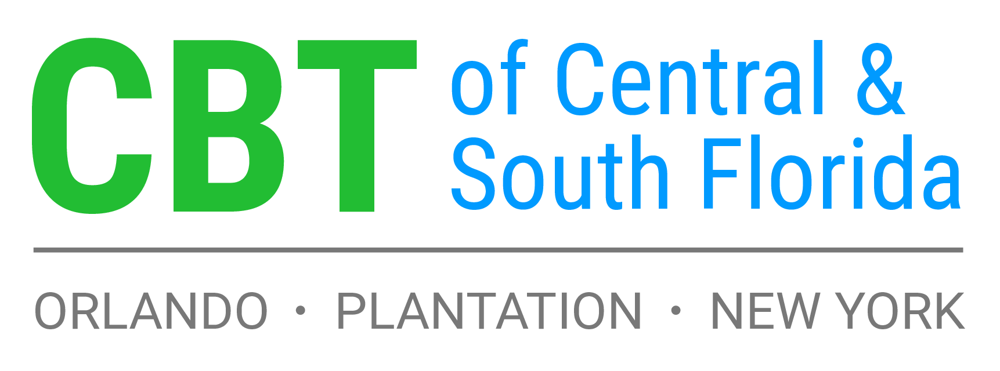 CBT of Central &
South Florida
ORLANDO • PLANTATION • NEW YORK